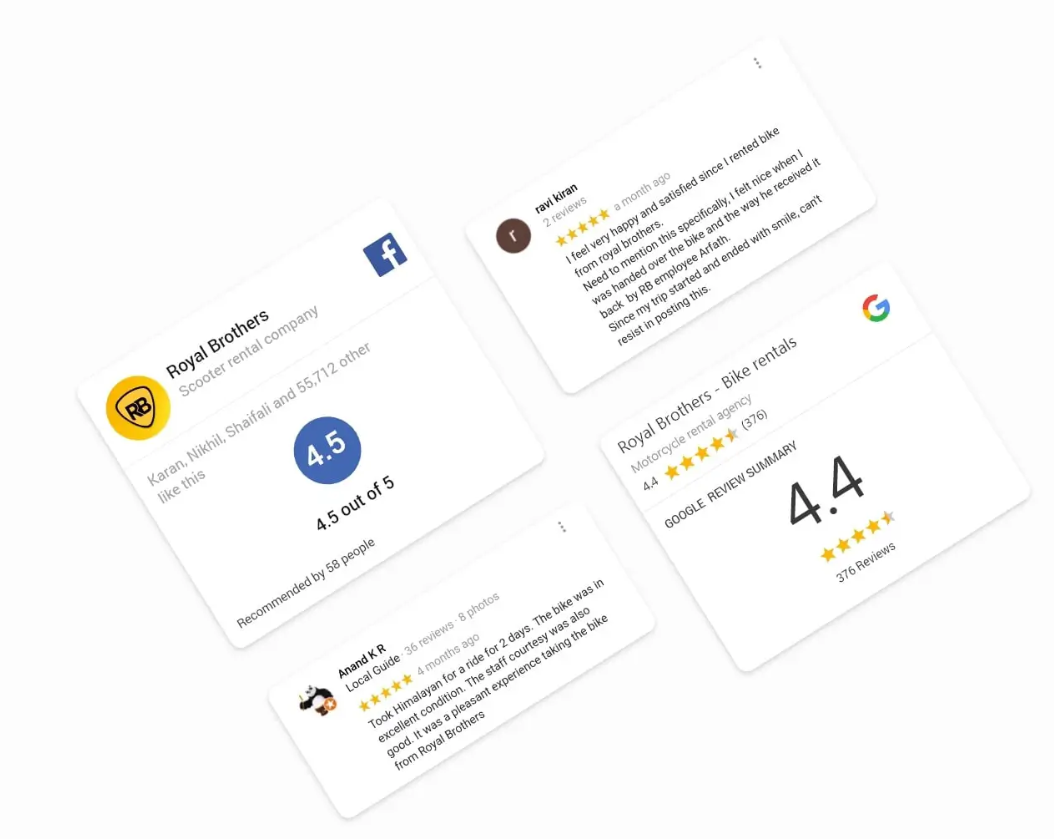 Royal Brothers
Scooter rental company
RB
Karan, Nikhil, Shaifali and 55,712 other
like this
4.5
4.5 out of 5
Recommended by 58 people
ravi kiran
2 reviews
a month ago
r
I feel very happy and satisfied since I rented bike
from royal brothers.
Need to mention this specifically, I felt nice when I
was handed over the bike and the way he received it
back by RB employee Arfath.
Since my trip started and ended with smile, can't
resist in posting this.
Royal Brothers - Bike rentals
Motorcycle rental agency
4.4 (376)
GOOGLE REVIEW SUMMARY
4.4
376 Reviews
Anand K R
Local Guide · 36 reviews · 8 photos
4 months ago
Took Himalayan for a ride for 2 days. The bike was in
excellent condition. The staff courtesy was also
good. It was a pleasant experience taking the bike
from Royal Brothers